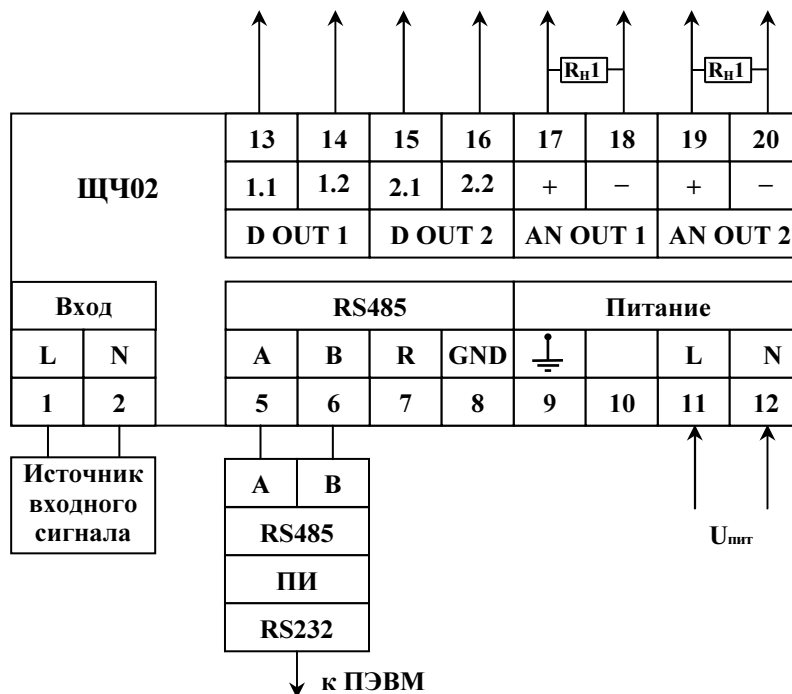 Rн1 Rн1
13 14 15 16 17 18 19 20
ЩЧ02 1.1 1.2 2.1 2.2 + − + −
D OUT 1 D OUT 2 AN OUT 1 AN OUT 2
Вход RS485 Питание
L N A B R GND L N
1 2 5 6 7 8 9 10 11 12
Источник
входного
сигнала
A B
RS485
ПИ
RS232
Uпит
к ПЭВМ